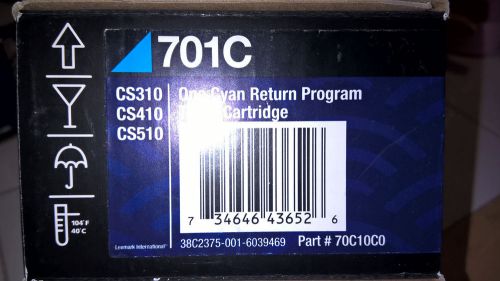 701C
CS310
CS410
CS510
One Cyan Return Program
Cartridge
7 34646 43652 6
104°F
40°C
Lexmark International
38C2375-001-6039469
Part # 70C10C0